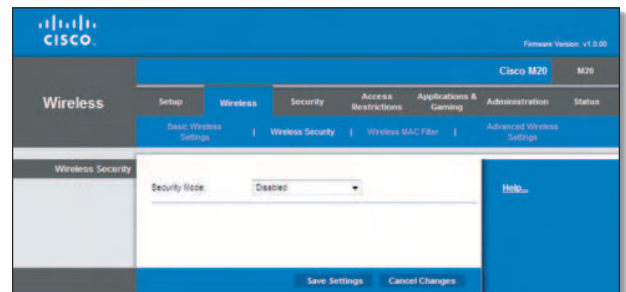 CISCO
Firmware Version: v1.0.00
Cisco M20 M20
Wireless
Setup Wireless Security Access Restrictions Applications & Gaming Administration Status
Basic Wireless Settings | Wireless Security | Wireless MAC Filter | Advanced Wireless Settings
Wireless Security
Security Mode: Disabled
Help...
Save Settings Cancel Changes